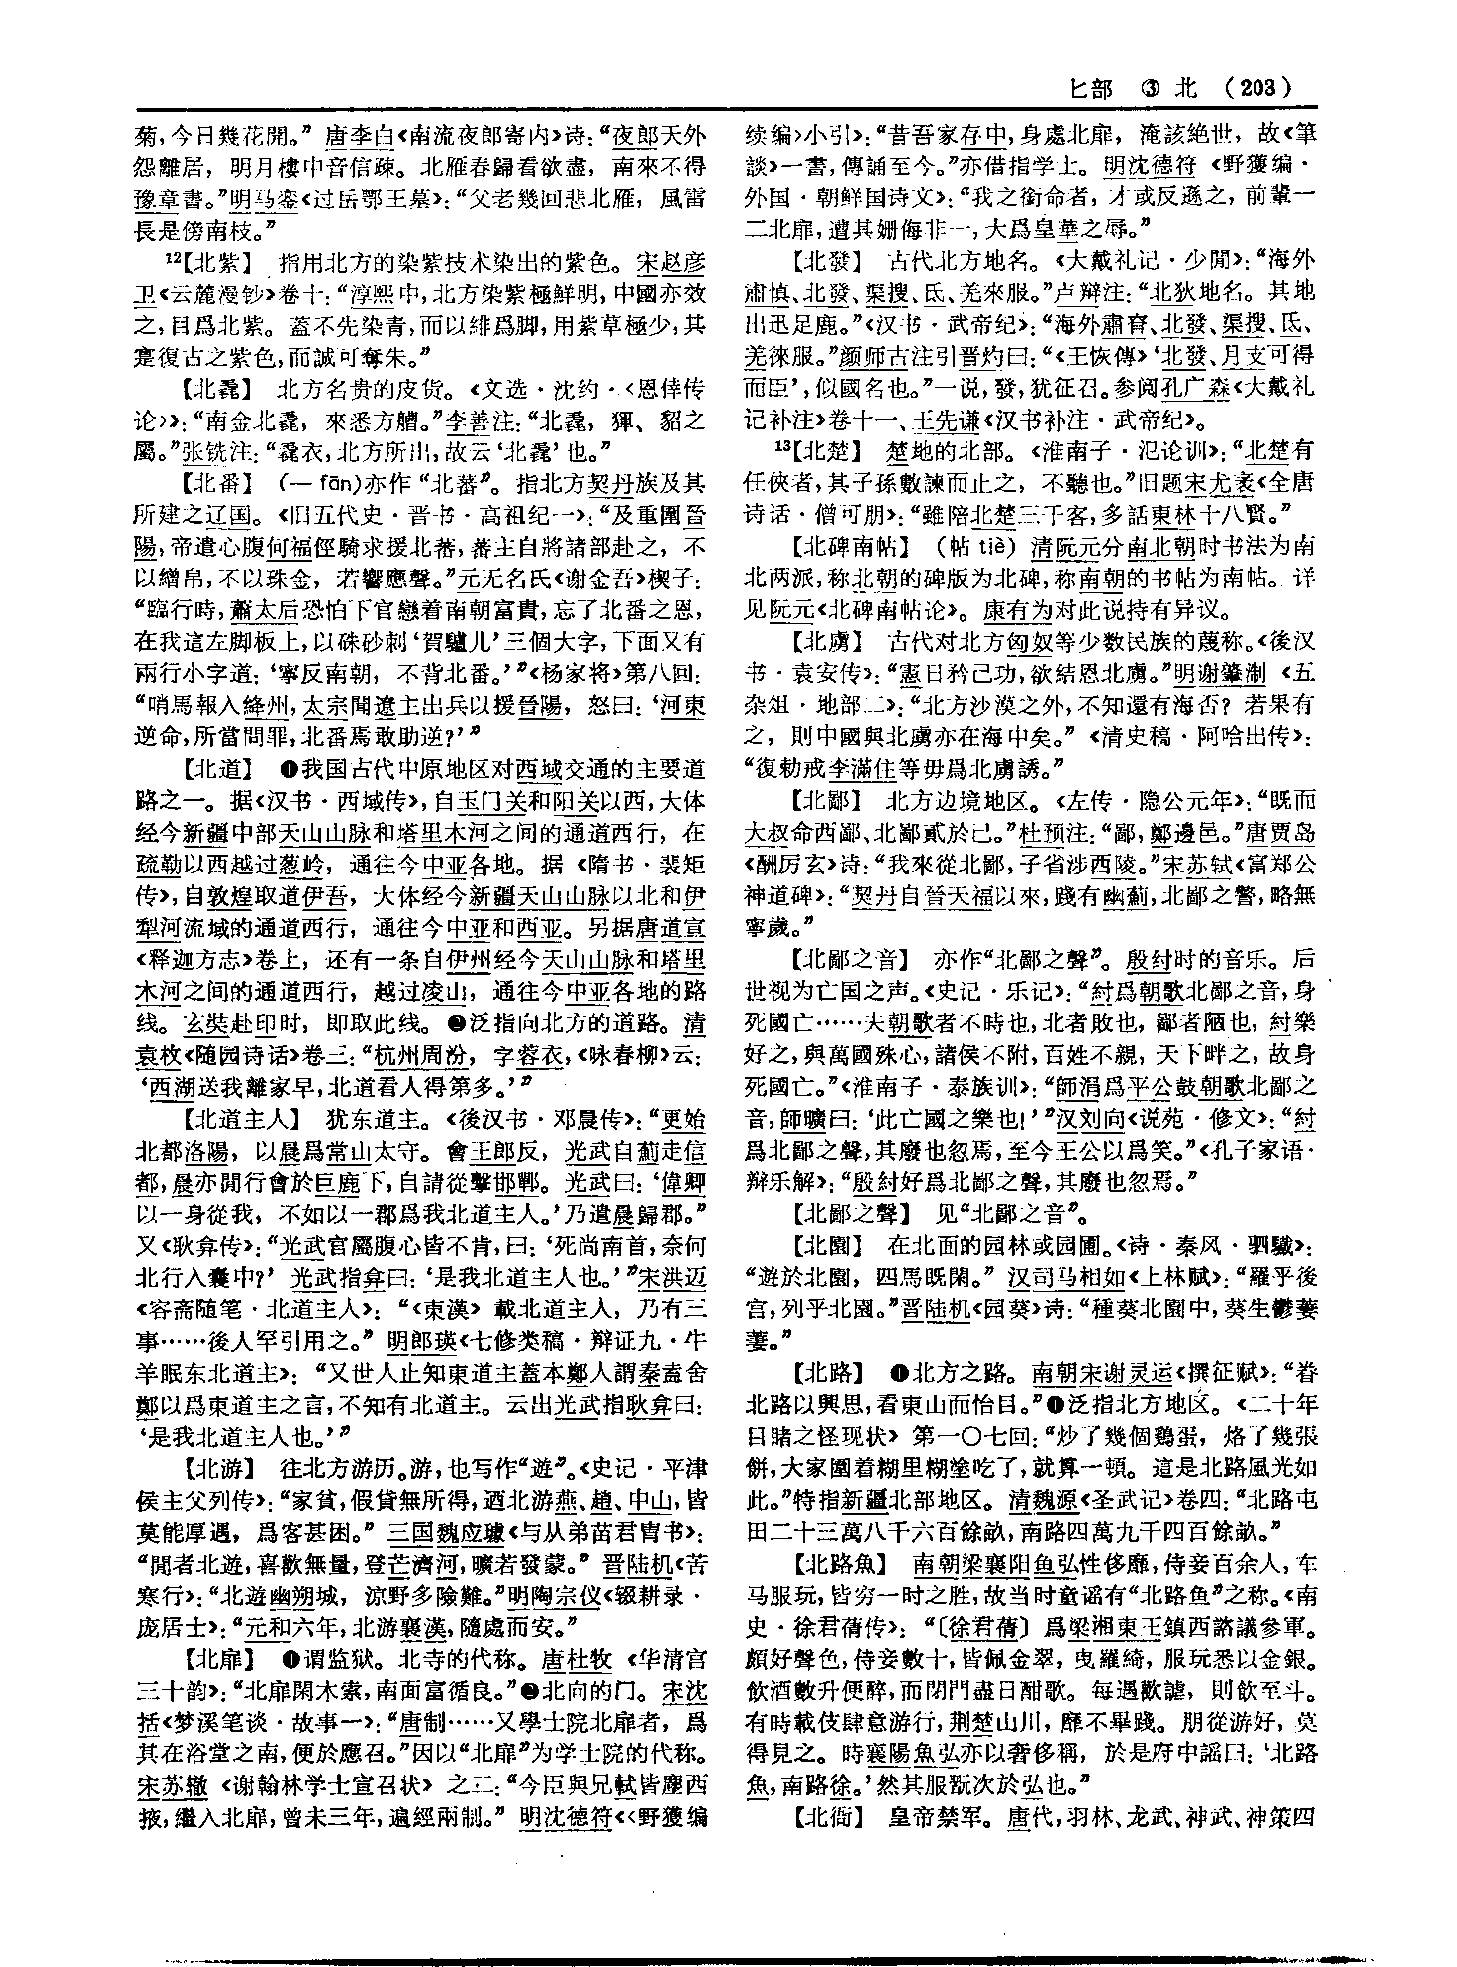 匕部 ③ 北 (203)
菊，今日幾花開。”唐李白《南流夜郎寄内》诗：“夜郎天外
怨離居，明月樓中音信疎。北雁春歸看欲盡，南來不得
豫章書。”明马銮《过岳鄂王墓》：“父老幾回悲北雁，風雷
長是傍南枝。”
12【北紫】 指用北方的染紫技术染出的紫色。宋赵彦
卫《云麓漫钞》卷十：“淳熙中，北方染紫極鮮明，中國亦效
之，目爲北紫。蓋不先染青，而以緋爲脚，用紫草極少，其
寔復古之紫色，而誠可奪朱。”
【北毳】 北方名贵的皮货。《文选·沈约·〈恩倖传
论〉》：“南金北毳，來悉方艚。”李善注：“北毳，貚、貂之
屬。”张铣注：“毳衣，北方所出，故云‘北毳’也。”
【北番】 (一fān)亦作“北蕃”。指北方契丹族及其
所建之辽国。《旧五代史·晋书·高祖纪一》：“及重圍晉
陽，帝遣心腹何福徑騎求援北蕃，蕃主自將諸部赴之，不
以繒帛，不以珠金，若響應聲。”元无名氏《谢金吾》楔子：
“臨行時，蕭太后恐怕下官戀着南朝富貴，忘了北番之恩，
在我這左脚板上，以硃砂刺‘賀驢儿’三個大字，下面又有
兩行小字道：‘寧反南朝，不背北番。’”《杨家将》第八回：
“哨馬報入絳州，太宗聞遼主出兵以援晉陽，怒曰：‘河東
逆命，所當問罪，北番焉敢助逆？’”
【北道】 ❶我国古代中原地区对西域交通的主要道
路之一。据《汉书·西域传》，自玉门关和阳关以西，大体
经今新疆中部天山山脉和塔里木河之间的通道西行，在
疏勒以西越过葱岭，通往今中亚各地。据《隋书·裴矩
传》，自敦煌取道伊吾，大体经今新疆天山山脉以北和伊
犁河流域的通道西行，通往今中亚和西亚。另据唐道宣
《释迦方志》卷上，还有一条自伊州经今天山山脉和塔里
木河之间的通道西行，越过凌山，通往今中亚各地的路
线。玄奘赴印时，即取此线。❷泛指向北方的道路。清
袁枚《随园诗话》卷三：“杭州周汾，字蓉衣，《咏春柳》云：
‘西湖送我離家早，北道看人得第多。’”
【北道主人】 犹东道主。《後汉书·邓晨传》：“更始
北都洛陽，以晨爲常山太守。會王郎反，光武自薊走信
都，晨亦閒行會於巨鹿下，自請從擊邯鄲。光武曰：‘偉卿
以一身從我，不如以一郡爲我北道主人。’乃遣晨歸郡。”
又《耿弇传》：“光武官屬腹心皆不肯，曰：‘死尚南首，奈何
北行入囊中？’光武指弇曰：‘是我北道主人也。’”宋洪迈
《容斋随笔·北道主人》：“《東漢》載北道主人，乃有三
事……後人罕引用之。”明郎瑛《七修类稿·辩证九·牛
羊眠东北道主》：“又世人止知東道主蓋本鄭人謂秦盍舍
鄭以爲東道主之言，不知有北道主。云出光武指耿弇曰：
‘是我北道主人也。’”
【北游】 往北方游历。游，也写作“遊”。《史记·平津
侯主父列传》：“家貧，假貸無所得，迺北游燕、趙、中山，皆
莫能厚遇，爲客甚困。”三国魏应璩《与从弟苗君胄书》：
“閒者北遊，喜歡無量，登芒濟河，曠若發蒙。”晋陆机《苦
寒行》：“北遊幽朔城，涼野多險難。”明陶宗仪《辍耕录·
庞居士》：“元和六年，北游襄漢，隨處而安。”
【北扉】 ❶谓监狱。北寺的代称。唐杜牧《华清宫
三十韵》：“北扉閑木索，南面富循良。”❷北向的门。宋沈
括《梦溪笔谈·故事一》：“唐制……又學士院北扉者，爲
其在浴堂之南，便於應召。”因以“北扉”为学士院的代称。
宋苏辙《谢翰林学士宣召状》之二：“今臣與兄軾皆塵西
掖，繼入北扉，曾未三年，遍經兩制。”明沈德符《〈野獲编
续编〉小引》：“昔吾家存中，身處北扉，淹該絶世，故《筆
談》一書，傳誦至今。”亦借指学士。明沈德符《野獲编·
外国·朝鲜国诗文》：“我之銜命者，才或反遜之，前輩一
二北扉，遭其姍侮非一，大爲皇華之辱。”
【北發】 古代北方地名。《大戴礼记·少閒》：“海外
肅慎、北發、渠搜、氐、羌來服。”卢辩注：“北狄地名。其地
出迅足鹿。”《汉书·武帝纪》：“海外肅眘、北發、渠搜、氐、
羌徠服。”颜师古注引晋灼曰：“《王恢傳》‘北發、月支可得
而臣’，似國名也。”一说，發，犹征召。参阅孔广森《大戴礼
记补注》卷十一、王先谦《汉书补注·武帝纪》。
13【北楚】 楚地的北部。《淮南子·氾论训》：“北楚有
任俠者，其子孫數諫而止之，不聽也。”旧题宋尤袤《全唐
诗话·僧可朋》：“雖陪北楚三千客，多話東林十八賢。”
【北碑南帖】 (帖tiè) 清阮元分南北朝时书法为南
北两派，称北朝的碑版为北碑，称南朝的书帖为南帖。详
见阮元《北碑南帖论》。康有为对此说持有异议。
【北虜】 古代对北方匈奴等少数民族的蔑称。《後汉
书·袁安传》：“憲日矜己功，欲結恩北虜。”明谢肇淛《五
杂俎·地部二》：“北方沙漠之外，不知還有海否？若果有
之，則中國與北虜亦在海中矣。”《清史稿·阿哈出传》：
“復勅戒李滿住等毋爲北虜誘。”
【北鄙】 北方边境地区。《左传·隐公元年》：“既而
大叔命西鄙、北鄙貳於己。”杜预注：“鄙，鄭邊邑。”唐贾岛
《酬厉玄》诗：“我來從北鄙，子省涉西陵。”宋苏轼《富郑公
神道碑》：“契丹自晉天福以來，踐有幽薊，北鄙之警，略無
寧歲。”
【北鄙之音】 亦作“北鄙之聲”。殷纣时的音乐。后
世视为亡国之声。《史记·乐记》：“紂爲朝歌北鄙之音，身
死國亡……夫朝歌者不時也，北者敗也，鄙者陋也，紂樂
好之，與萬國殊心，諸侯不附，百姓不親，天下畔之，故身
死國亡。”《淮南子·泰族训》：“師涓爲平公鼓朝歌北鄙之
音，師曠曰：‘此亡國之樂也！’”汉刘向《说苑·修文》：“紂
爲北鄙之聲，其廢也忽焉，至今王公以爲笑。”《孔子家语·
辩乐解》：“殷紂好爲北鄙之聲，其廢也忽焉。”
【北鄙之聲】 见“北鄙之音”。
【北園】 在北面的园林或园圃。《诗·秦风·驷驖》：
“遊於北園，四馬既閑。”汉司马相如《上林赋》：“羅乎後
宫，列乎北園。”晋陆机《园葵》诗：“種葵北園中，葵生鬱萋
萋。”
【北路】 ❶北方之路。南朝宋谢灵运《撰征赋》：“眷
北路以興思，看東山而怡目。”❶泛指北方地区。《二十年
目睹之怪现状》第一〇七回：“炒了幾個鷄蛋，烙了幾張
餅，大家圍着糊里糊塗吃了，就算一頓。這是北路風光如
此。”特指新疆北部地区。清魏源《圣武记》卷四：“北路屯
田二十三萬八千六百餘畝，南路四萬九千四百餘畝。”
【北路魚】 南朝梁襄阳鱼弘性侈靡，侍妾百余人，车
马服玩，皆穷一时之胜，故当时童谣有“北路鱼”之称。《南
史·徐君蒨传》：“〔徐君蒨〕爲梁湘東王鎮西諮議參軍。
頗好聲色，侍妾數十，皆佩金翠，曳羅綺，服玩悉以金銀。
飲酒數升便醉，而閉門盡日酣歌。每遇歡謔，則飲至斗。
有時載伎肆意游行，荆楚山川，靡不畢踐。朋從游好，莫
得見之。時襄陽魚弘亦以奢侈稱，於是府中謡曰：‘北路
魚，南路徐。’然其服翫次於弘也。”
【北衙】 皇帝禁军。唐代，羽林、龙武、神武、神策四